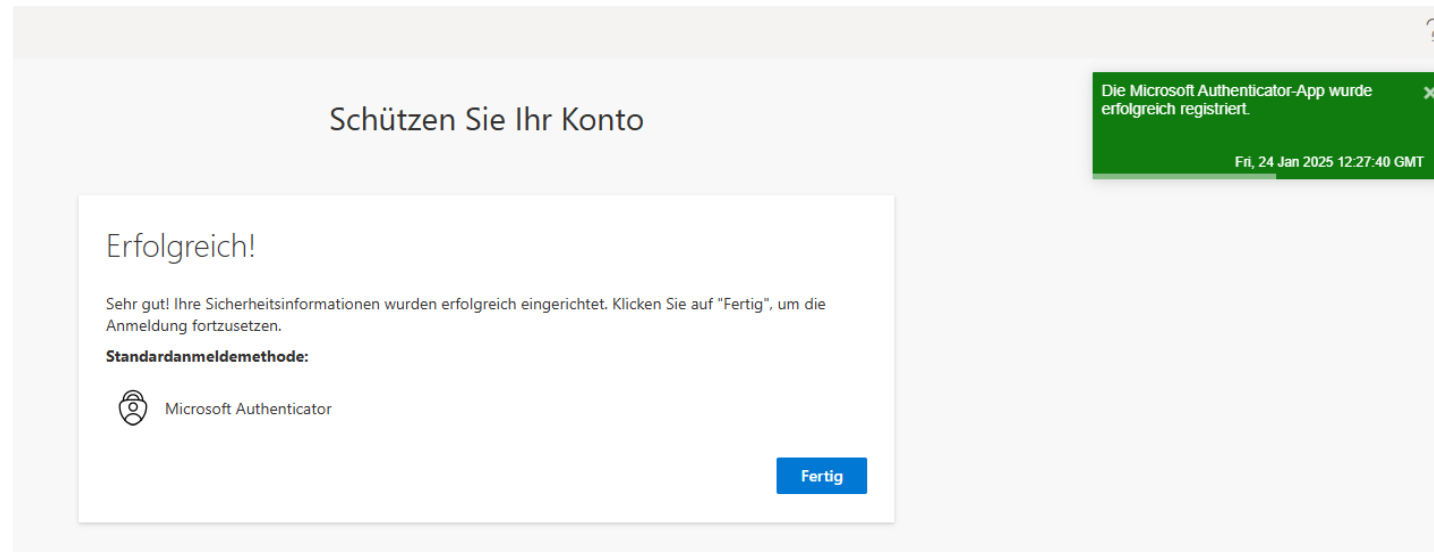 Schützen Sie Ihr Konto
Die Microsoft Authenticator-App wurde
erfolgreich registriert.
Fri, 24 Jan 2025 12:27:40 GMT
Erfolgreich!
Sehr gut! Ihre Sicherheitsinformationen wurden erfolgreich eingerichtet. Klicken Sie auf "Fertig", um die
Anmeldung fortzusetzen.
Standardanmeldemethode:
Microsoft Authenticator
Fertig